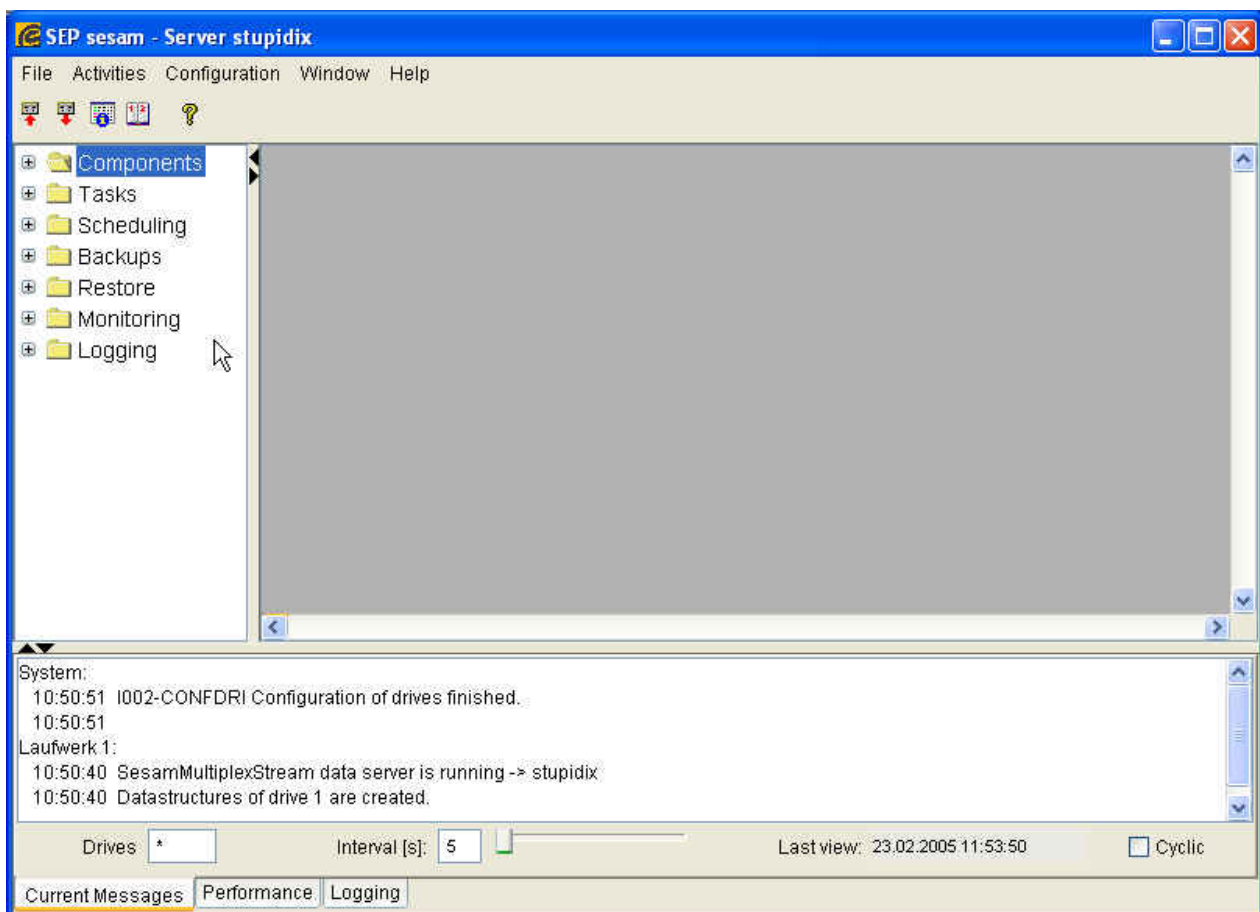 SEP sesam - Server stupidix
File Activities Configuration Window Help
Components
Tasks
Scheduling
Backups
Restore
Monitoring
Logging
System:
10:50:51 I002-CONFDRI Configuration of drives finished.
10:50:51
Laufwerk 1:
10:50:40 SesamMultiplexStream data server is running -> stupidix
10:50:40 Datastructures of drive 1 are created.
Drives * Interval [s]: 5 Last view: 23.02.2005 11:53:50 Cyclic
Current Messages Performance Logging